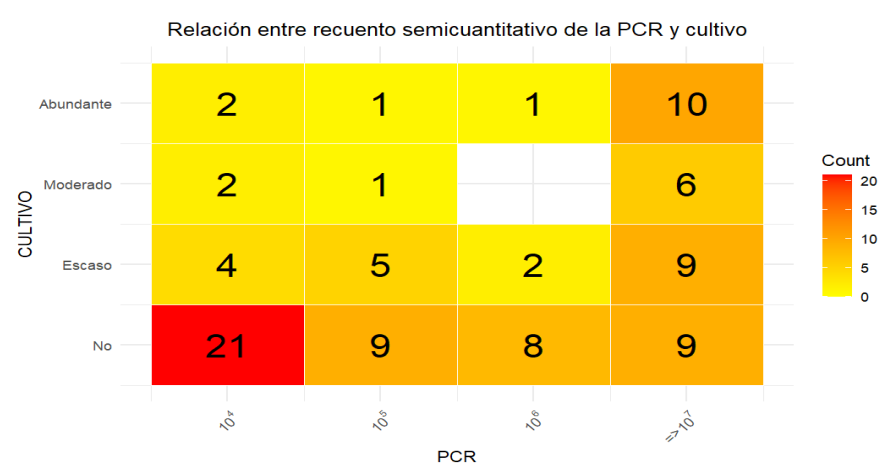 Relación entre recuento semicuantitativo de la PCR y cultivo
CULTIVO
Abundante 2 1 1 10
Moderado 2 1 6
Escaso 4 5 2 9
No 21 9 8 9
10⁴ 10⁵ 10⁶ =>10⁷
PCR
Count
20
15
10
5
0